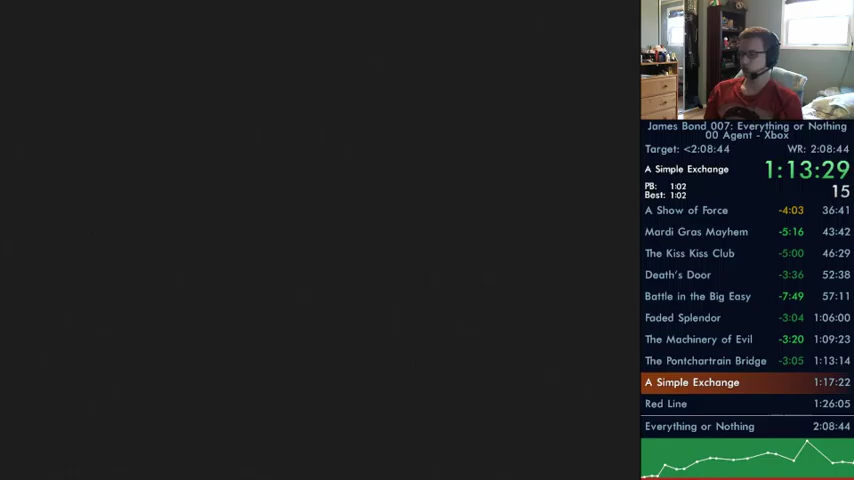 James Bond 007: Everything or Nothing
00 Agent - Xbox
Target: <2:08:44 WR: 2:08:44
A Simple Exchange 1:13:29
PB: 1:02 15
Best: 1:02
A Show of Force -4:03 36:41
Mardi Gras Mayhem -5:16 43:42
The Kiss Kiss Club -5:00 46:29
Death's Door -3:36 52:38
Battle in the Big Easy -7:49 57:11
Faded Splendor -3:04 1:06:00
The Machinery of Evil -3:20 1:09:23
The Pontchartrain Bridge -3:05 1:13:14
A Simple Exchange 1:17:22
Red Line 1:26:05
Everything or Nothing 2:08:44